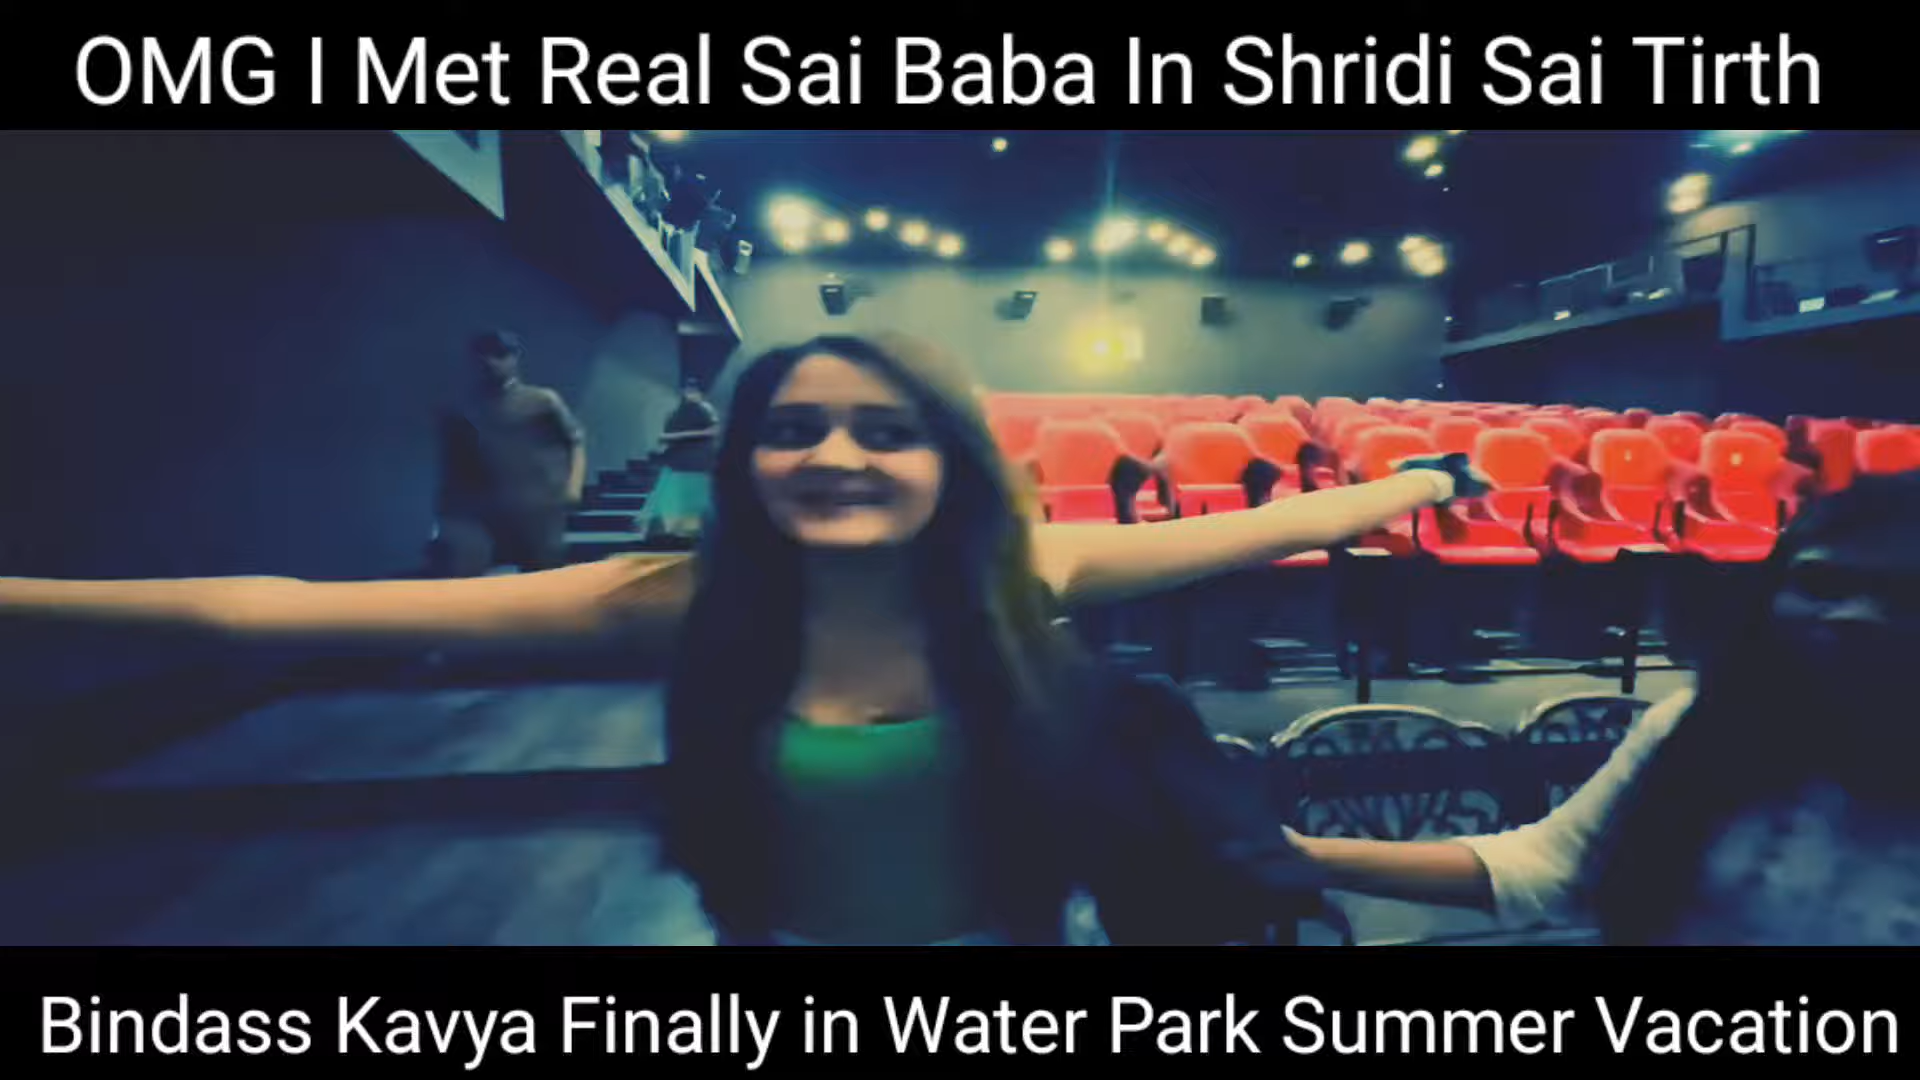 OMG I Met Real Sai Baba In Shridi Sai Tirth
Bindass Kavya Finally in Water Park Summer Vacation